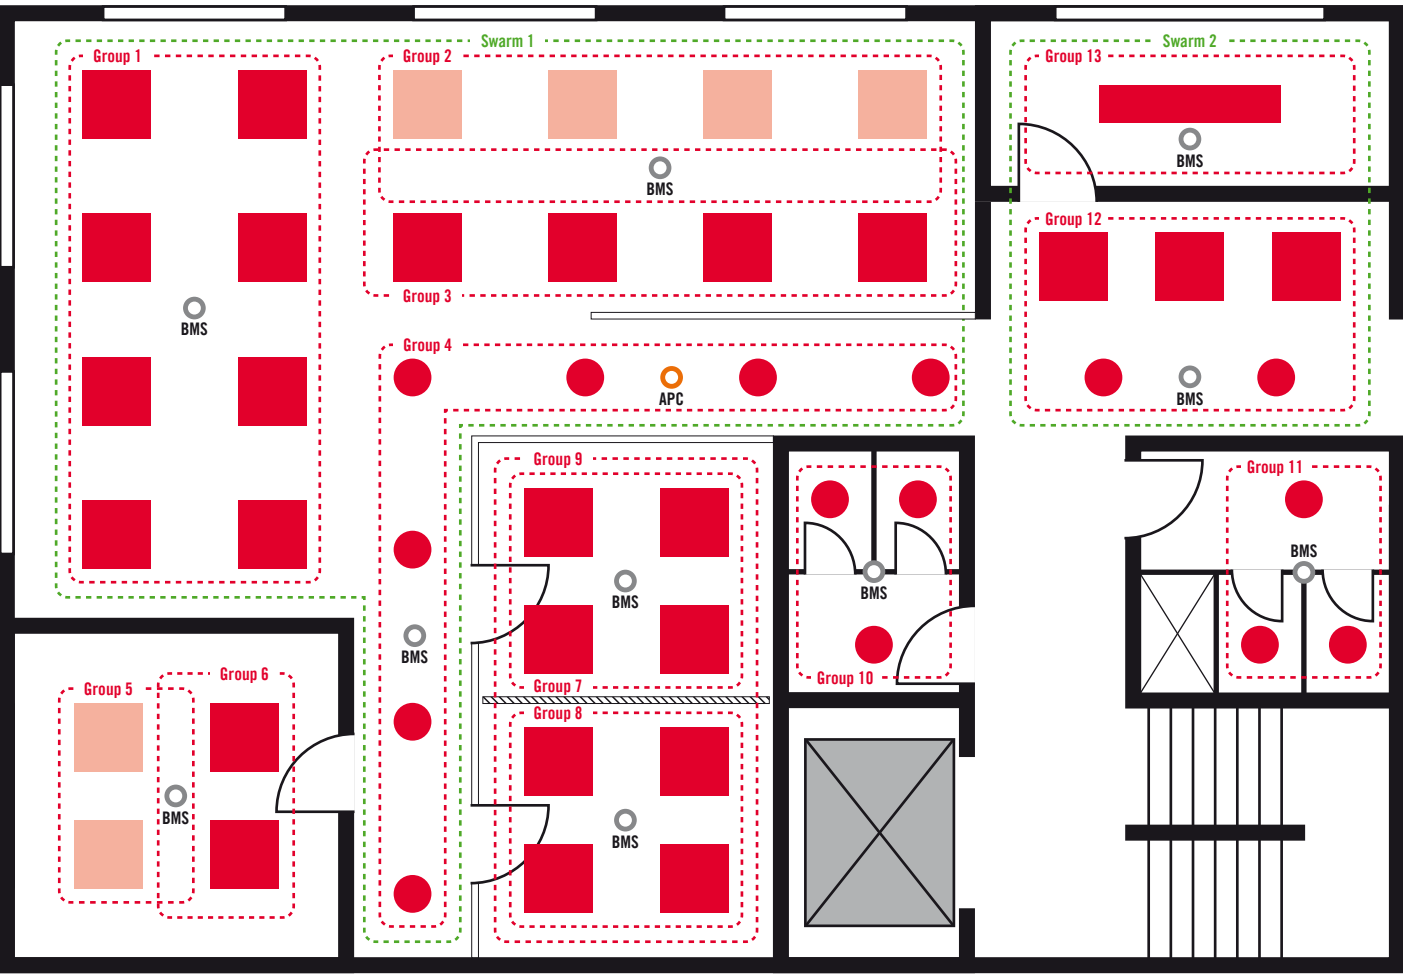 Swarm 1
Swarm 2
Group 1
Group 2
Group 13
BMS
BMS
Group 12
Group 3
BMS
Group 4
APC
BMS
Group 9
Group 11
BMS
BMS
BMS
BMS
Group 6
Group 10
Group 5
Group 7
Group 8
BMS
BMS